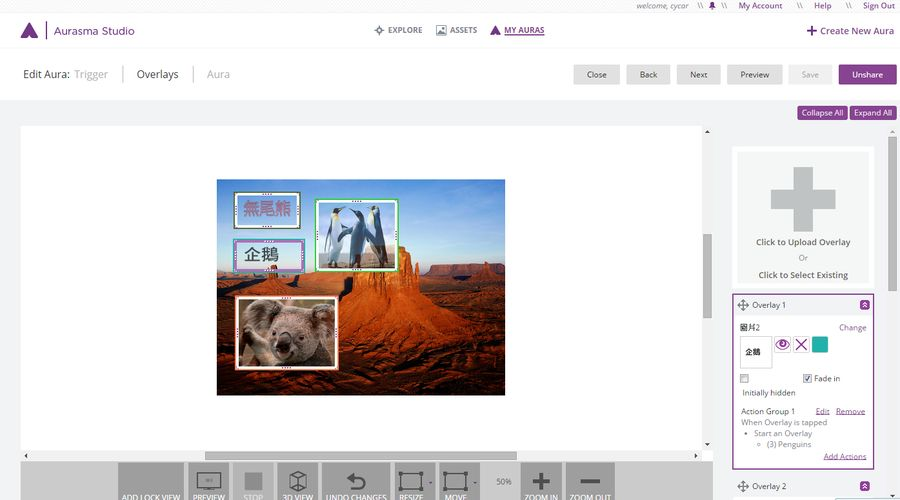 welcome, cycar \\ \\ My Account \\ Help \\ Sign Out
Aurasma Studio
EXPLORE ASSETS MY AURAS
Create New Aura
Edit Aura: Trigger Overlays Aura
Close Back Next Preview Save Unshare
Collapse All Expand All
無尾熊
企鵝
Click to Upload Overlay
Or
Click to Select Existing
Overlay 1
圖片2 Change
企鵝
Fade in
Initially hidden
Action Group 1 Edit Remove
When Overlay is tapped
Start an Overlay
(3) Penguins
Add Actions
Overlay 2
ADD LOCK VIEW PREVIEW STOP 3D VIEW UNDO CHANGES RESIZE MOVE 50% ZOOM IN ZOOM OUT